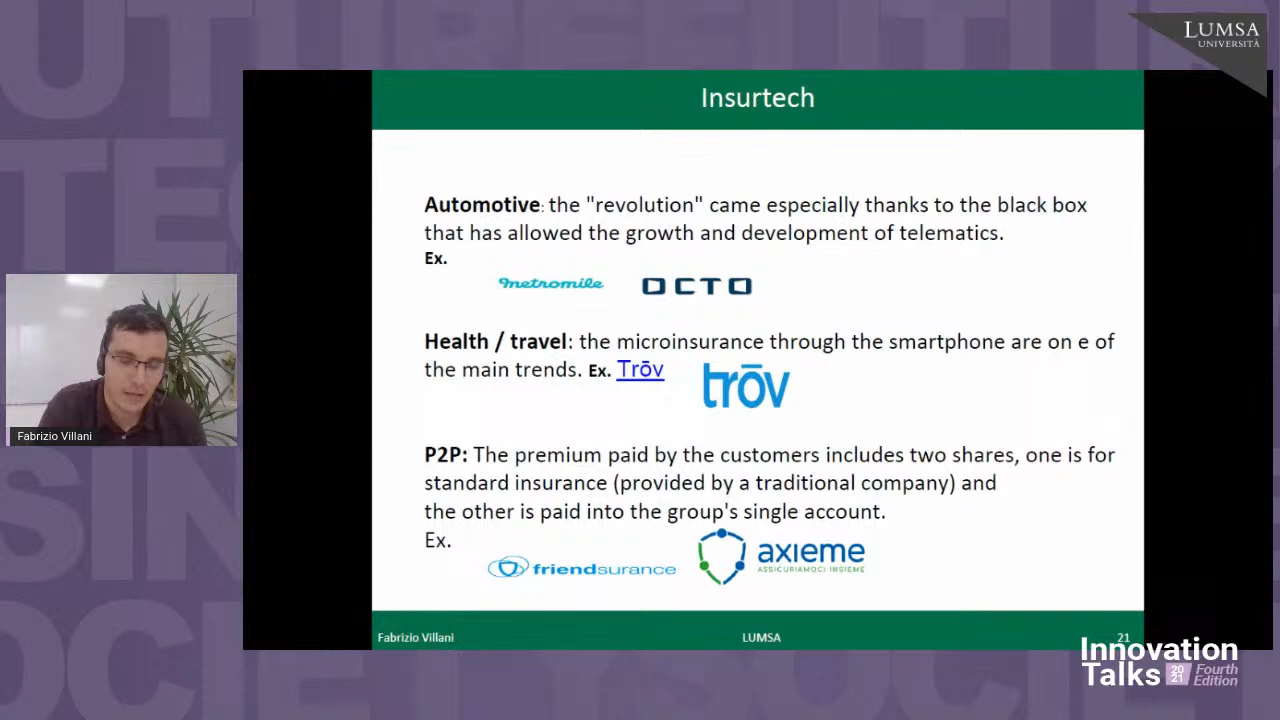 LUMSA
UNIVERSITÀ
Insurtech
Automotive: the "revolution" came especially thanks to the black box
that has allowed the growth and development of telematics.
Ex.
metromile OCTO
Health / travel: the microinsurance through the smartphone are on e of
the main trends. Ex. Trōv
trōv
P2P: The premium paid by the customers includes two shares, one is for
standard insurance (provided by a traditional company) and
the other is paid into the group's single account.
Ex.
friendsurance axieme
ASSICURIAMOCI INSIEME
Fabrizio Villani
Fabrizio Villani LUMSA 21
Innovation
Talks 2021 Fourth Edition